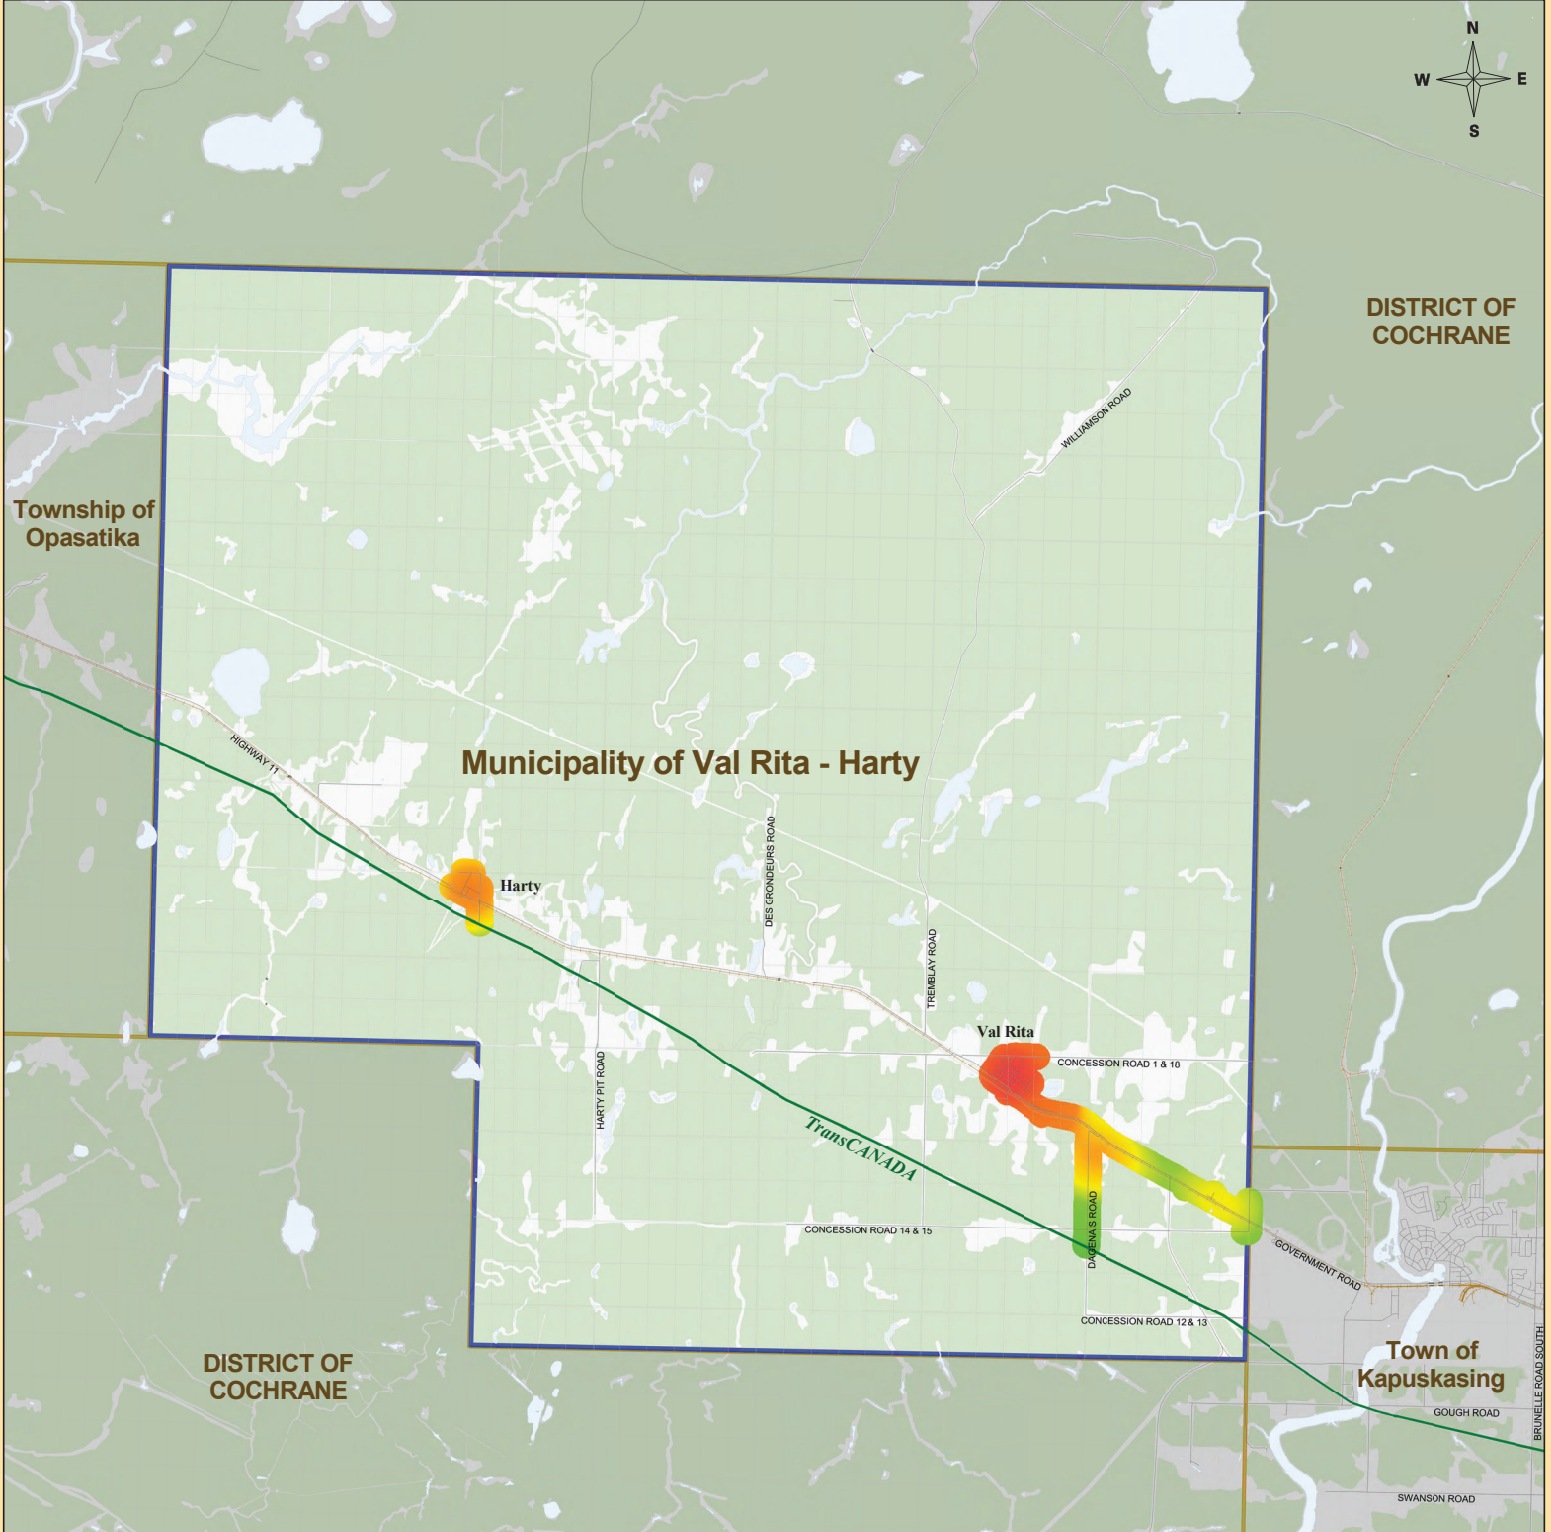 N
W
E
S
DISTRICT OF
COCHRANE
WILLIAMSON ROAD
Township of
Opasatika
HIGHWAY 11
Municipality of Val Rita - Harty
DES GRONDEURS ROAD
Harty
TREMBLAY ROAD
Val Rita
CONCESSION ROAD 1 & 10
HARTY PIT ROAD
TransCANADA
DAGENAIS ROAD
CONCESSION ROAD 14 & 15
GOVERNMENT ROAD
CONCESSION ROAD 12 & 13
DISTRICT OF
COCHRANE
Town of
Kapuskasing
BRUNELLE ROAD SOUTH
GOUGH ROAD
SWANSON ROAD